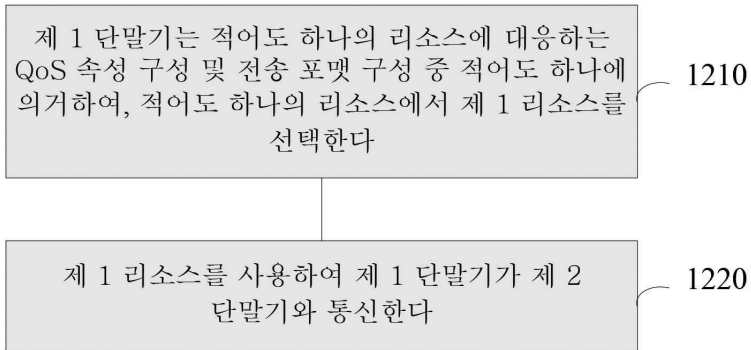 제 1 단말기는 적어도 하나의 리소스에 대응하는
QoS 속성 구성 및 전송 포맷 구성 중 적어도 하나에
의거하여, 적어도 하나의 리소스에서 제 1 리소스를
선택한다
1210
제 1 리소스를 사용하여 제 1 단말기가 제 2
단말기와 통신한다
1220